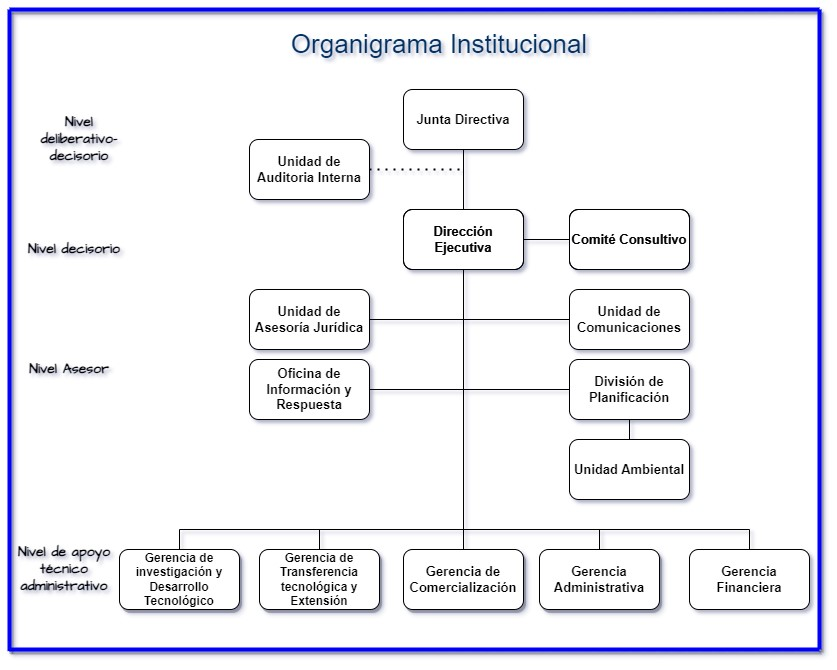 Organigrama Institucional
Nivel
deliberativo-
decisorio
Junta Directiva
Unidad de
Auditoria Interna
Nivel decisorio
Dirección
Ejecutiva
Comité Consultivo
Nivel Asesor
Unidad de
Asesoría Jurídica
Unidad de
Comunicaciones
Oficina de
Información y
Respuesta
División de
Planificación
Unidad Ambiental
Nivel de apoyo
técnico
administrativo
Gerencia de
investigación y
Desarrollo
Tecnológico
Gerencia de
Transferencia
tecnológica y
Extensión
Gerencia de
Comercialización
Gerencia
Administrativa
Gerencia
Financiera